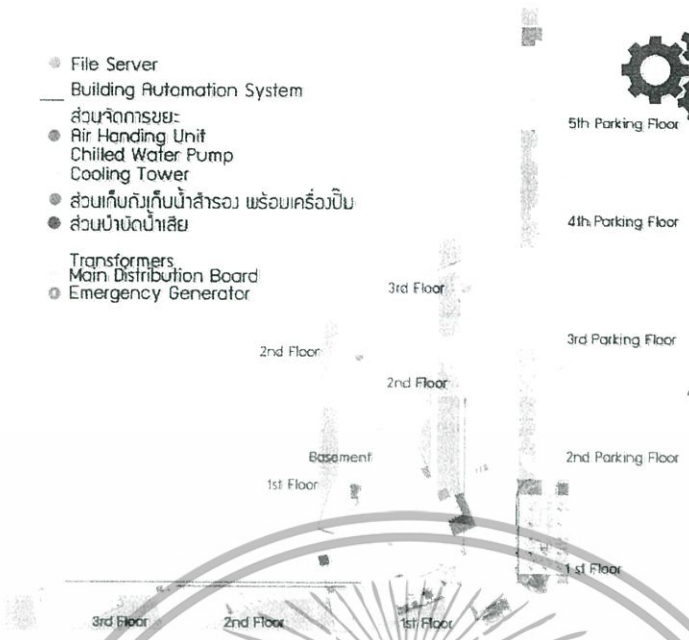 File Server
Building Automation System
ส่วนจัดการขยะ
Air Handing Unit
Chilled Water Pump
Cooling Tower
ส่วนเก็บถังเก็บน้ำสำรอง พร้อมเครื่องปั๊ม
ส่วนบำบัดน้ำเสีย
Transformers
Main Distribution Board
Emergency Generator
5th Parking Floor
4th Parking Floor
3rd Floor
3rd Parking Floor
2nd Floor
2nd Floor
Basement
2nd Parking Floor
1st Floor
1st Floor
3rd Floor
2nd Floor
1st Floor